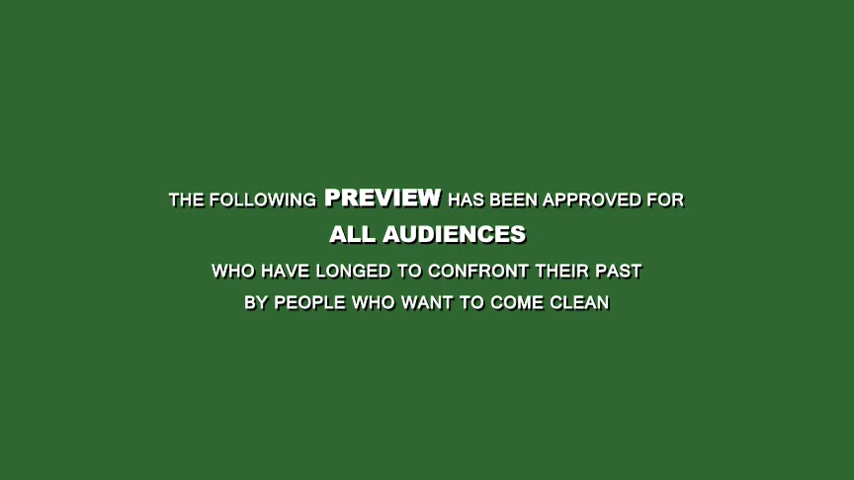 THE FOLLOWING PREVIEW HAS BEEN APPROVED FOR
ALL AUDIENCES
WHO HAVE LONGED TO CONFRONT THEIR PAST
BY PEOPLE WHO WANT TO COME CLEAN